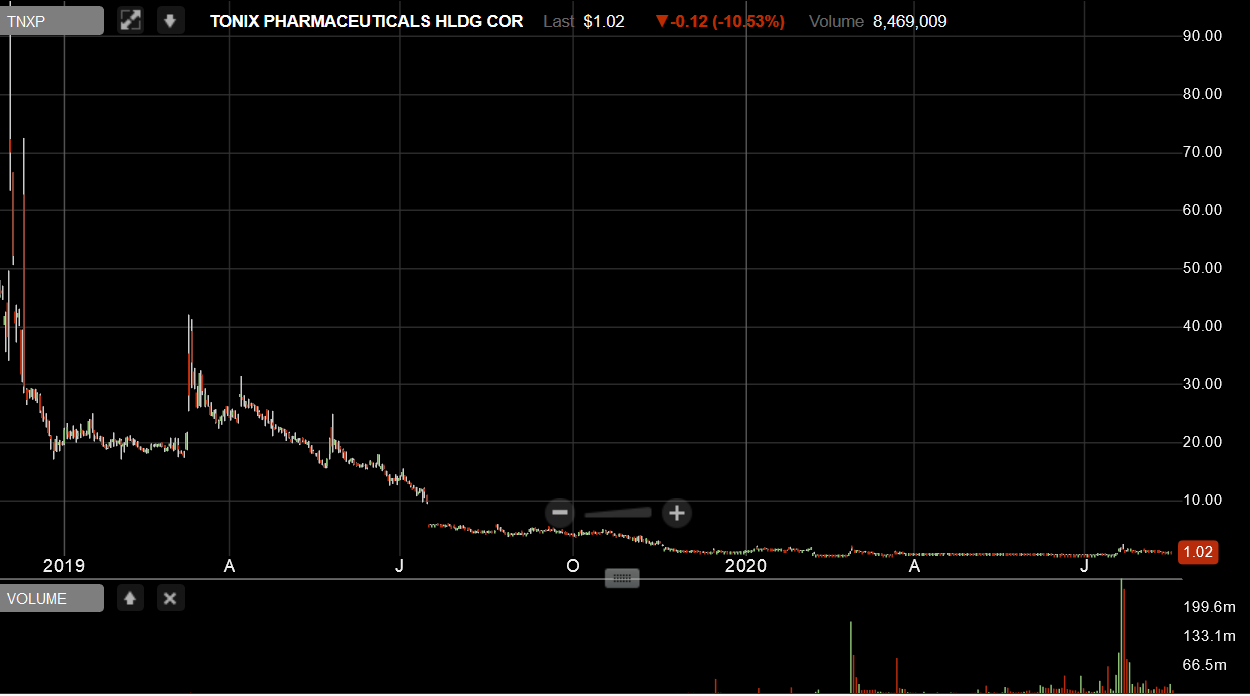 TNXP TONIX PHARMACEUTICALS HLDG COR Last $1.02 ▼-0.12 (-10.53%) Volume 8,469,009
90.00
80.00
70.00
60.00
50.00
40.00
30.00
20.00
10.00
1.02
2019 A J O 2020 A J
VOLUME
199.6m
133.1m
66.5m